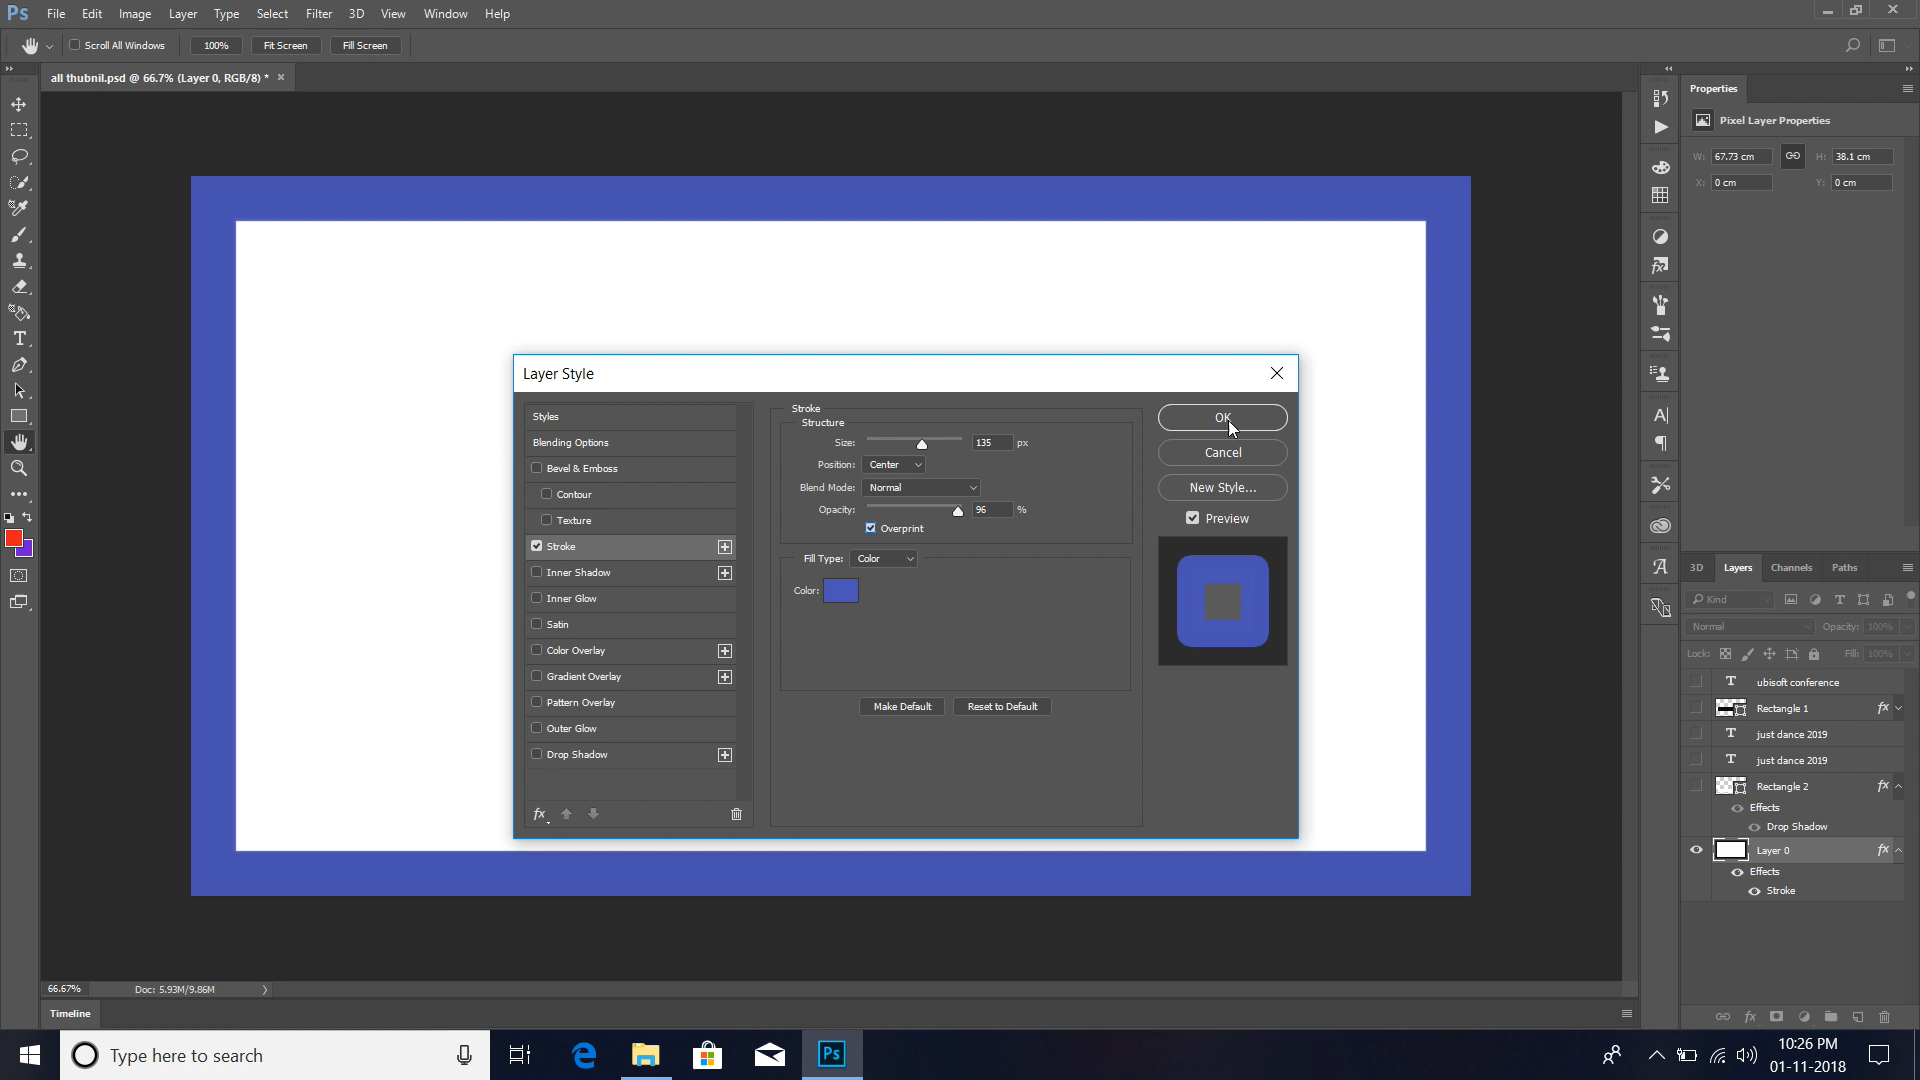 Ps File Edit Image Layer Type Select Filter 3D View Window Help
Scroll All Windows 100% Fit Screen Fill Screen
all thubnil.psd @ 66.7% (Layer 0, RGB/8) * ×
Properties
Pixel Layer Properties
W: 67.73 cm H: 38.1 cm
X: 0 cm Y: 0 cm
Layer Style
Styles
Blending Options
Bevel & Emboss
Contour
Texture
Stroke
Inner Shadow
Inner Glow
Satin
Color Overlay
Gradient Overlay
Pattern Overlay
Outer Glow
Drop Shadow
fx
Stroke
Structure
Size: 135 px
Position: Center
Blend Mode: Normal
Opacity: 96 %
Overprint
Fill Type: Color
Color:
Make Default Reset to Default
OK
Cancel
New Style...
Preview
3D Layers Channels Paths
Kind
Normal Opacity: 100%
Lock: Fill: 100%
T ubisoft conference
Rectangle 1 fx
T just dance 2019
T just dance 2019
Rectangle 2 fx
Effects
Drop Shadow
Layer 0 fx
Effects
Stroke
fx
66.67% Doc: 5.93M/9.86M
Timeline
Type here to search
Ps
10:26 PM
01-11-2018